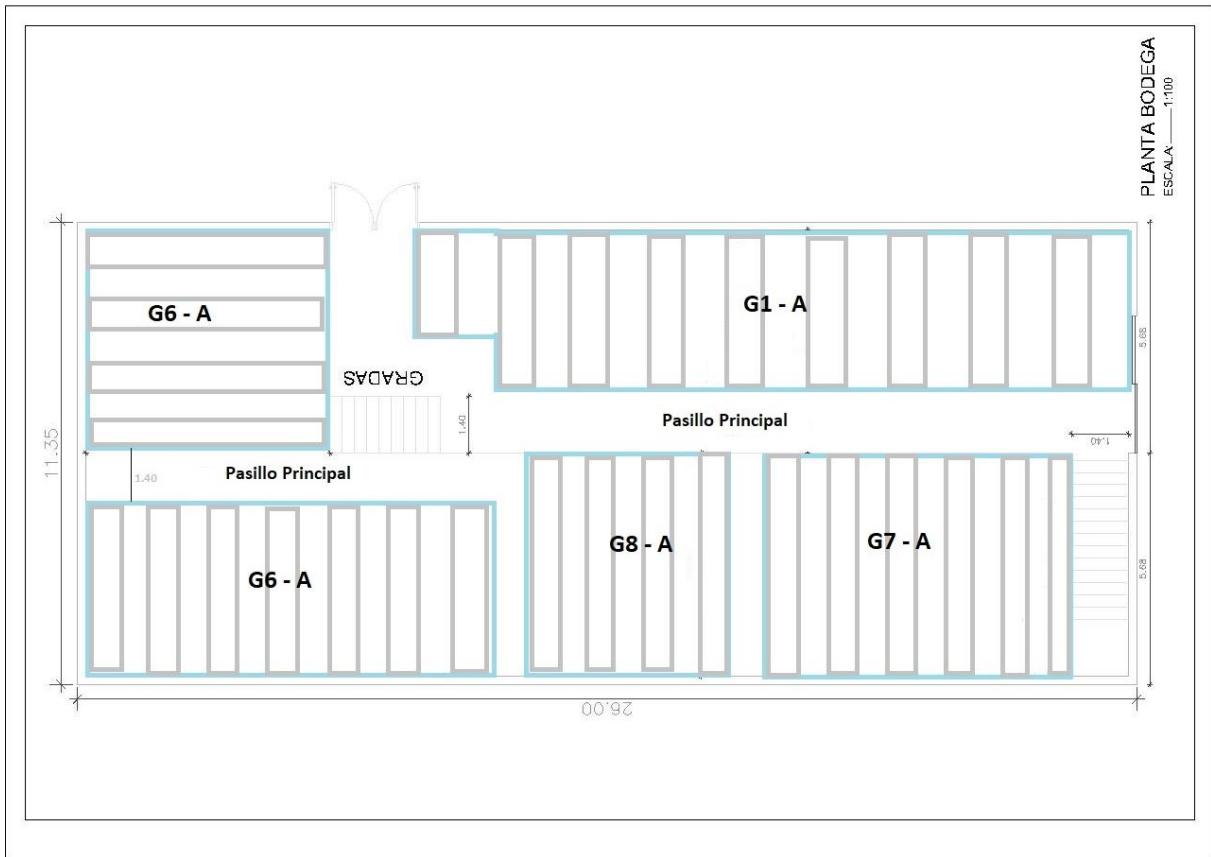 PLANTA BODEGA
ESCALA: 1:100
G6 - A
G1 - A
5.68
GRADAS
1.40
Pasillo Principal
1.40
11.35
Pasillo Principal
1.40
G6 - A
G8 - A
G7 - A
5.68
26.00